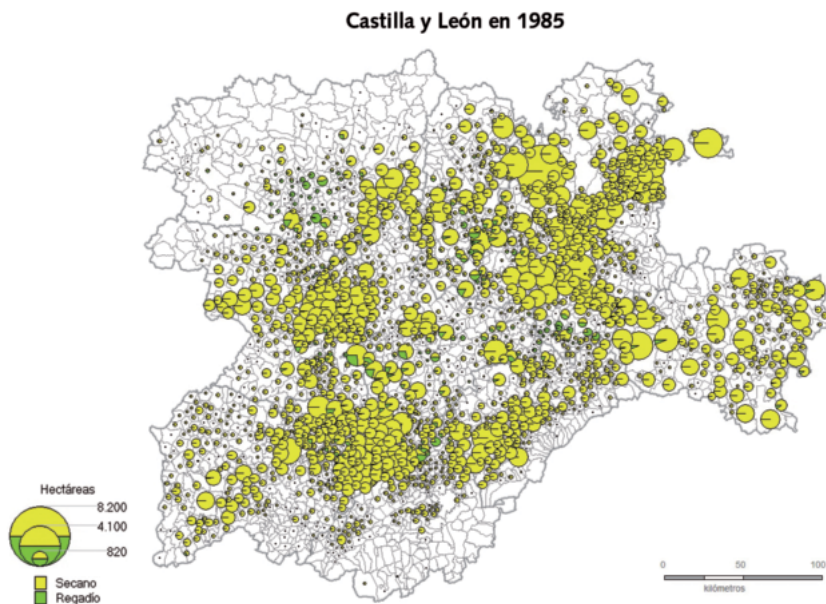 Castilla y León en 1985
Hectáreas
8.200
4.100
820
Secano
Regadío
0 50 100
kilómetros